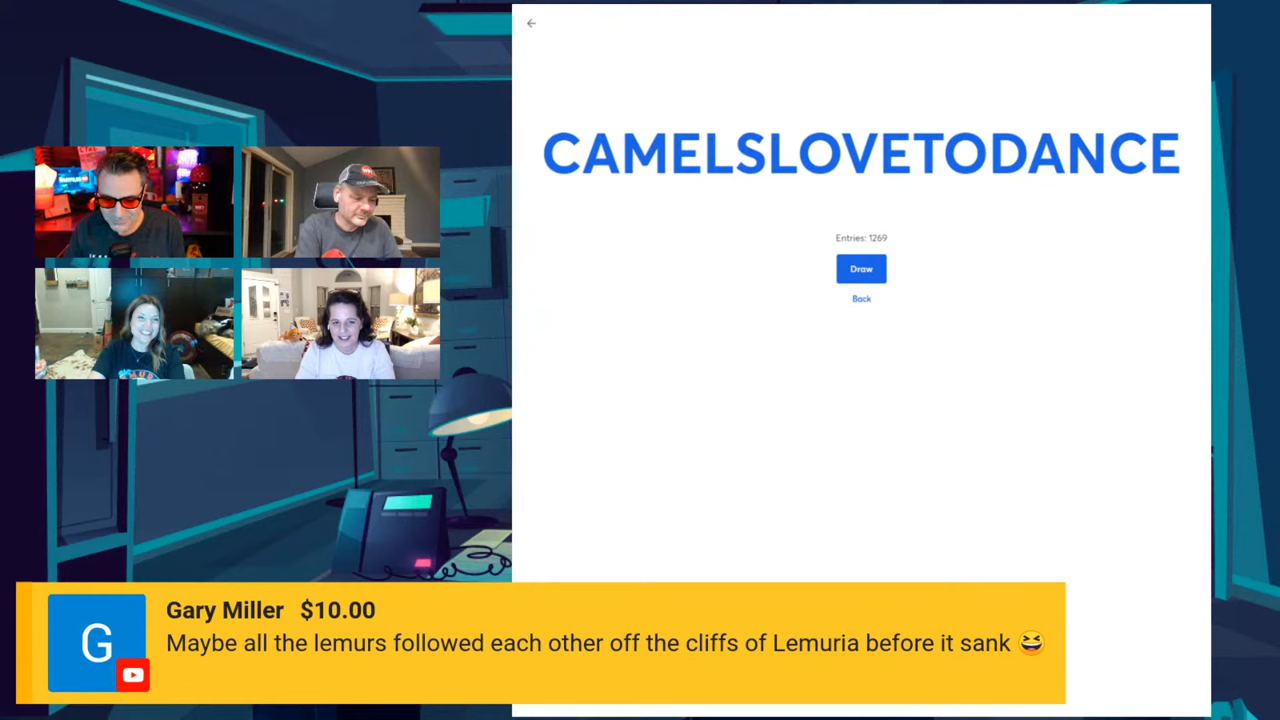 CAMELSLOVETODANCE
Entries: 1269
Draw
Back
G
Gary Miller $10.00
Maybe all the lemurs followed each other off the cliffs of Lemuria before it sank 😆